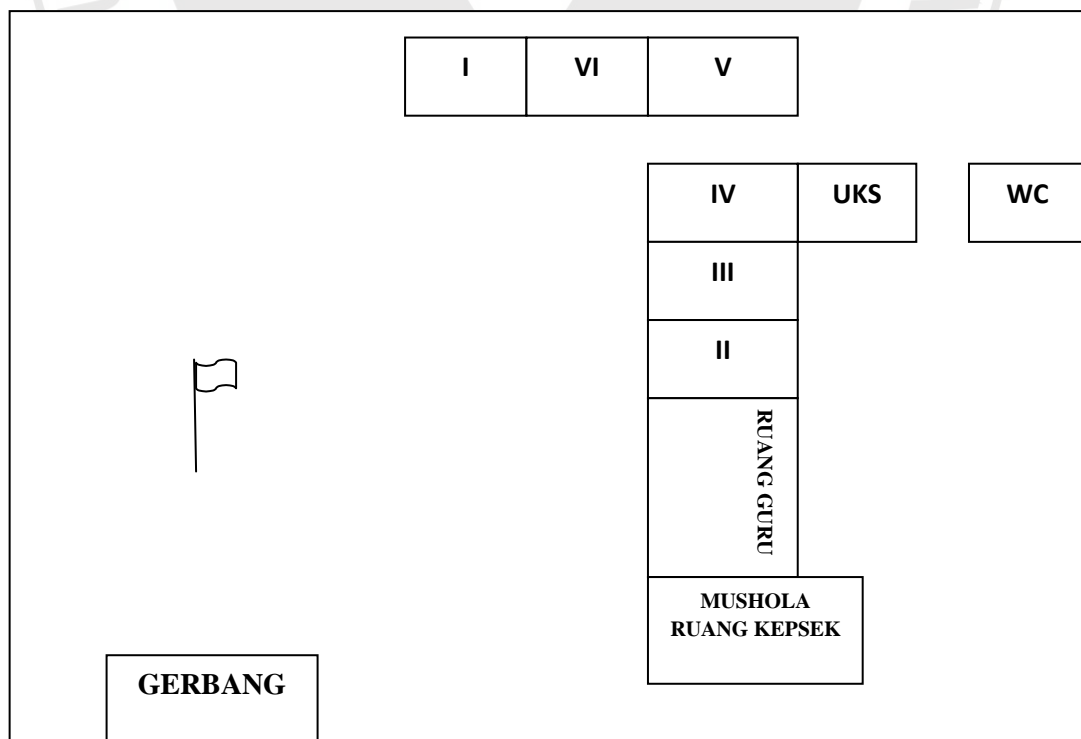 I VI V
IV UKS WC
III
II
RUANG GURU
MUSHOLA
RUANG KEPSEK
GERBANG